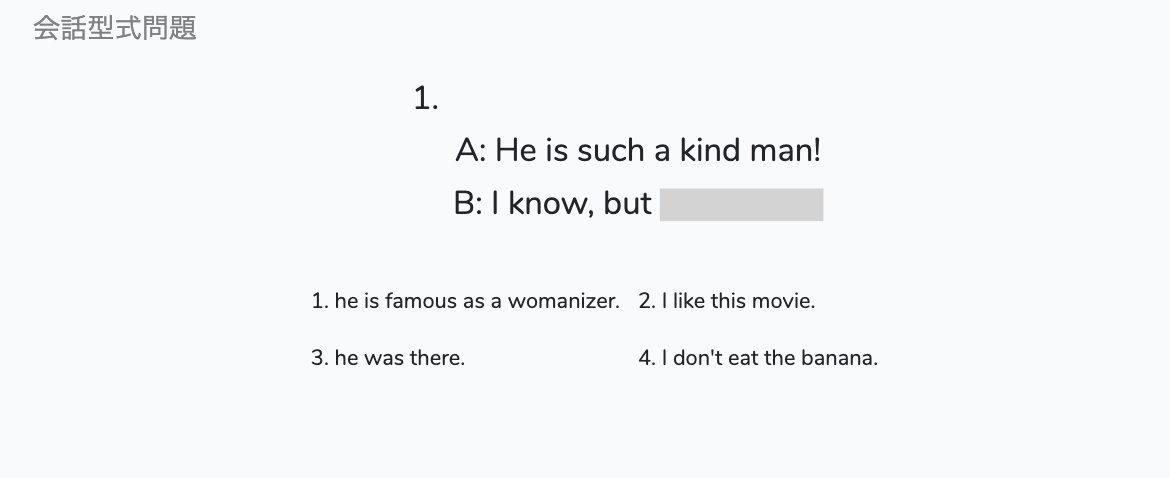 会話型式問題
1.
A: He is such a kind man!
B: I know, but
1. he is famous as a womanizer. 2. I like this movie.
3. he was there. 4. I don't eat the banana.